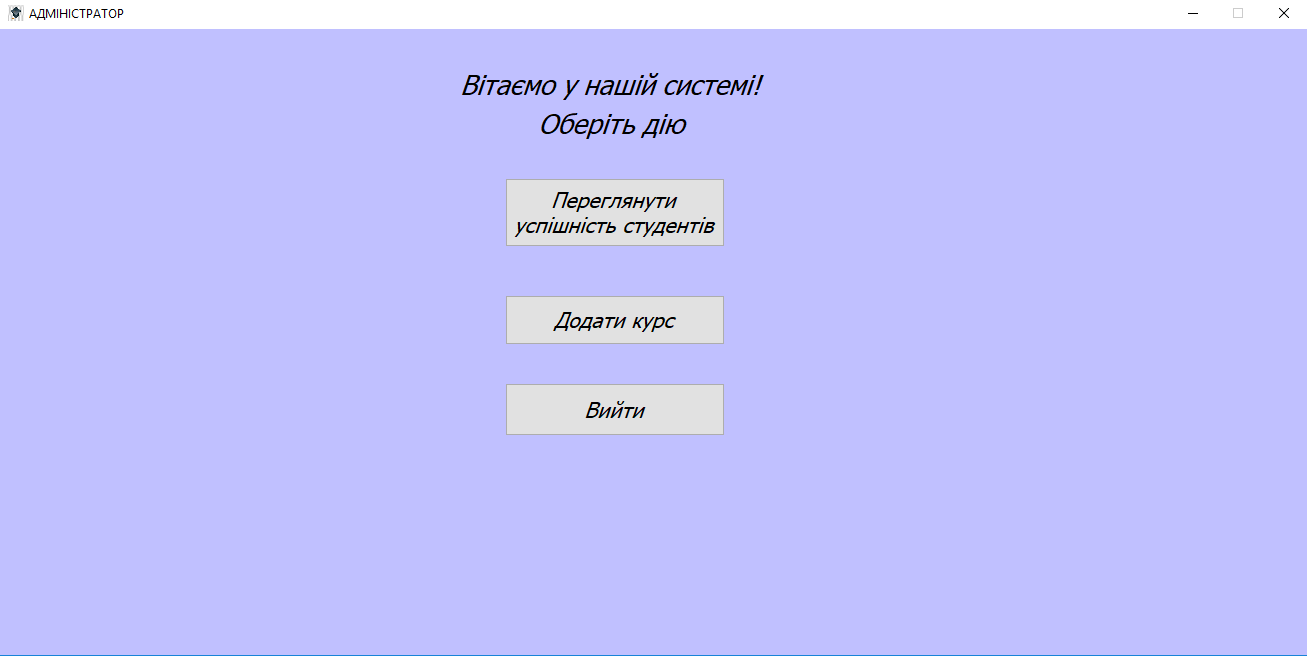 АДМІНІСТРАТОР
Вітаємо у нашій системі!
Оберіть дію
Переглянути
успішність студентів
Додати курс
Вийти